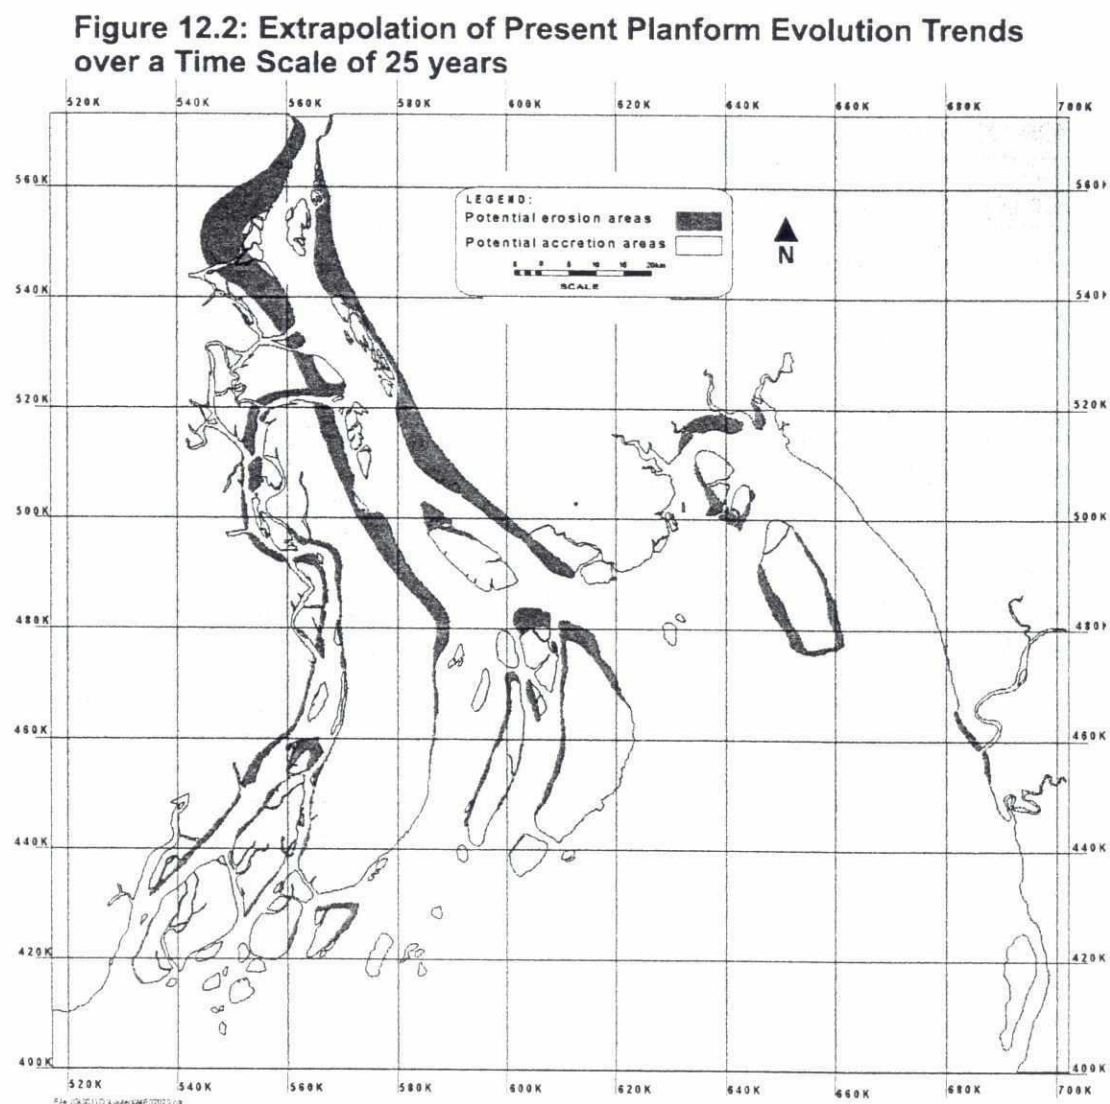 Figure 12.2: Extrapolation of Present Planform Evolution Trends
over a Time Scale of 25 years
520K 540K 560K 580K 600K 620K 640K 660K 680K 700K
560K
LEGEND:
Potential erosion areas
Potential accretion areas
SCALE
N
540K
520K 520K
500K 500K
480K
460K 460K
440K 440K
420K 420K
400K 400K
520K 540K 560K 580K 600K 620K 640K 660K 680K 700K